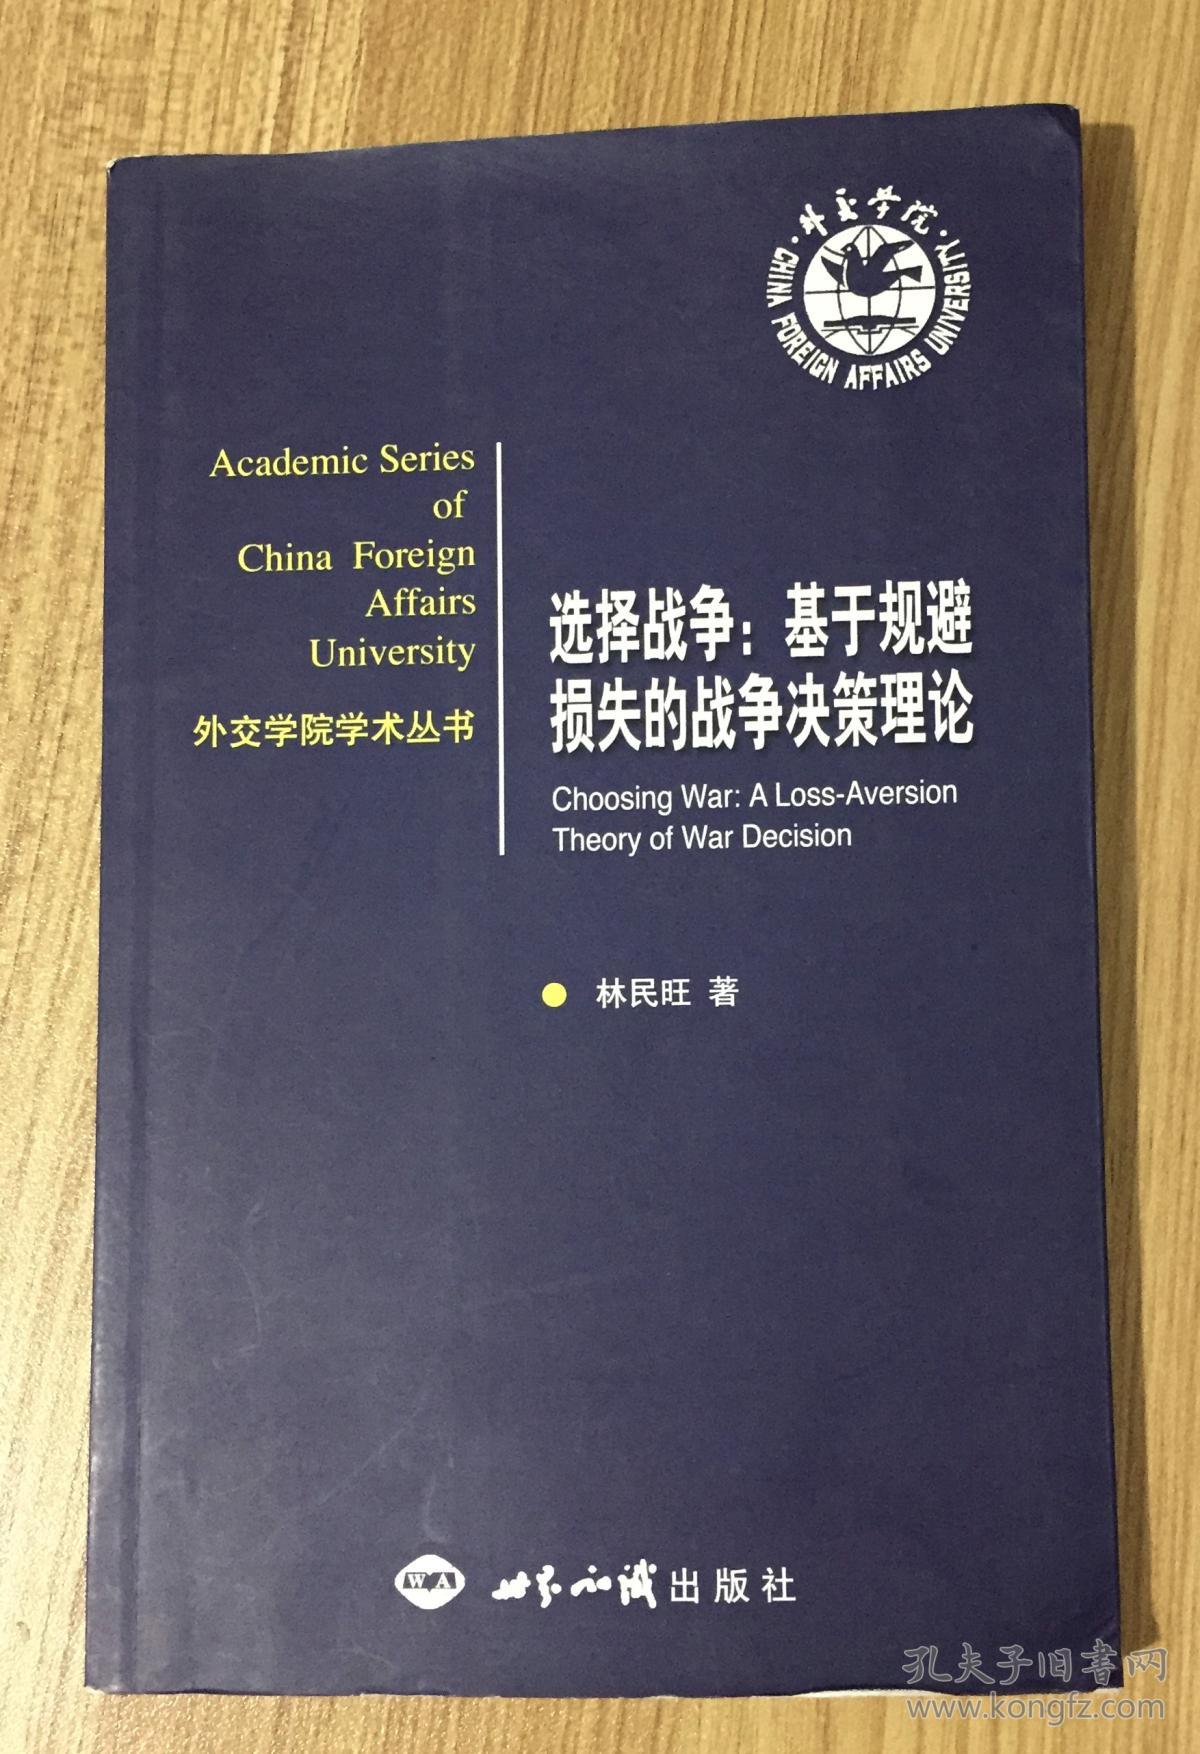 ·外交学院·
CHINA FOREIGN AFFAIRS UNIVERSITY
Academic Series
of
China Foreign
Affairs
University
外交学院学术丛书
选择战争：基于规避
损失的战争决策理论
Choosing War: A Loss-Aversion
Theory of War Decision
林民旺 著
WA
世界知识出版社
孔夫子旧书网
www.kongfz.com